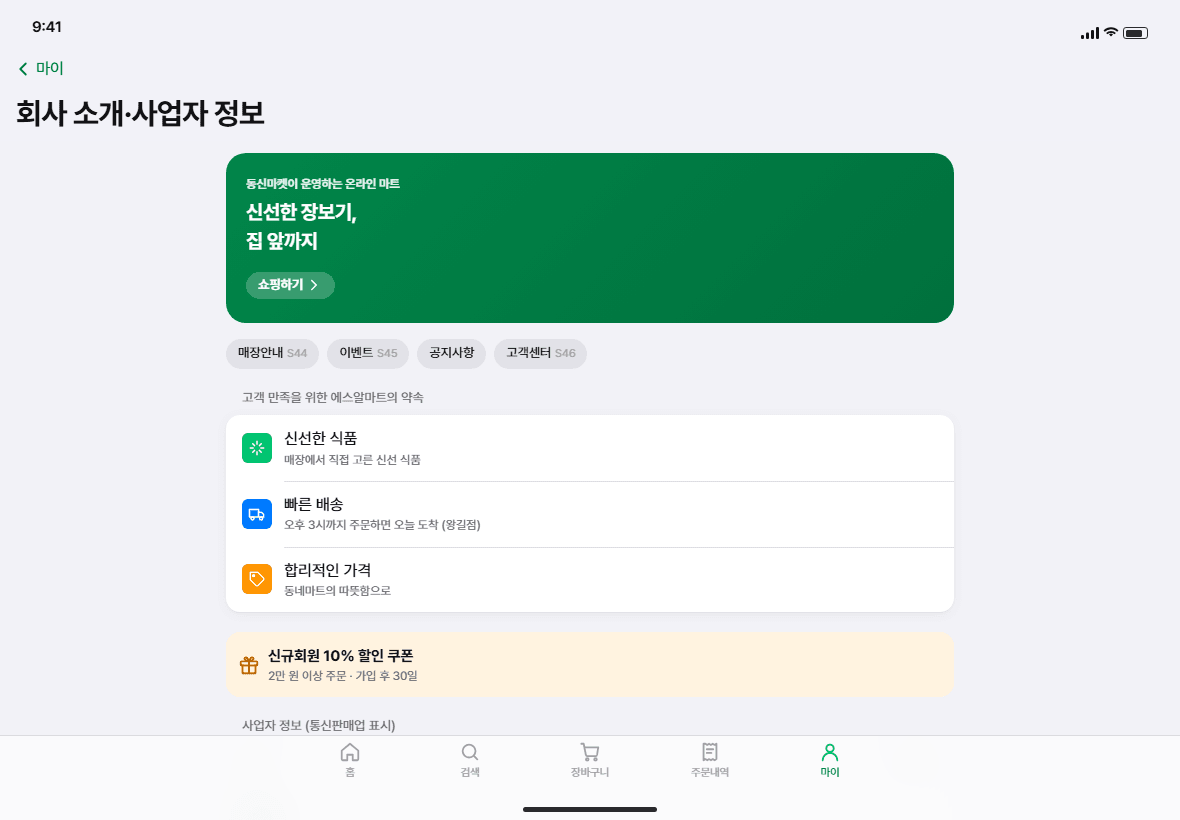 9:41
마이
회사 소개·사업자 정보
동신마켓이 운영하는 온라인 마트
신선한 장보기,
집 앞까지
쇼핑하기
매장안내 S44
이벤트 S45
공지사항
고객센터 S46
고객 만족을 위한 에스알마트의 약속
신선한 식품
매장에서 직접 고른 신선 식품
빠른 배송
오후 3시까지 주문하면 오늘 도착 (왕길점)
합리적인 가격
동네마트의 따뜻함으로
신규회원 10% 할인 쿠폰
2만 원 이상 주문 · 가입 후 30일
사업자 정보 (통신판매업 표시)
홈
검색
장바구니
주문내역
마이